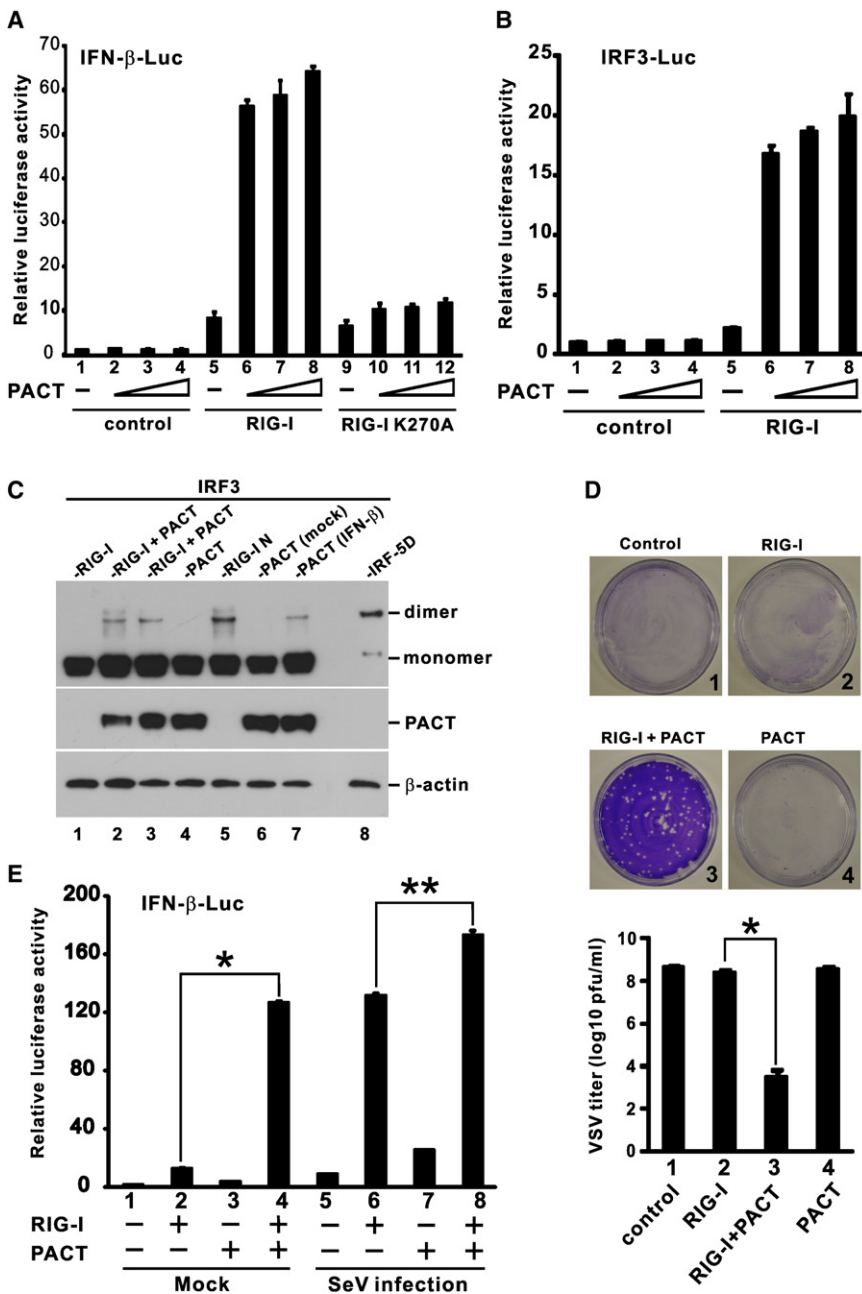 A
IFN-β-Luc
Relative luciferase activity
70
60
50
40
30
20
10
0
1 2 3 4 5 6 7 8 9 10 11 12
PACT – – –
control RIG-I RIG-I K270A
B
IRF3-Luc
Relative luciferase activity
25
20
15
10
5
0
1 2 3 4 5 6 7 8
PACT – –
control RIG-I
C
IRF3
-RIG-I
-RIG-I + PACT
-RIG-I + PACT
-PACT
-RIG-I N
-PACT (mock)
-PACT (IFN-β)
-IRF-5D
dimer
monomer
PACT
β-actin
1 2 3 4 5 6 7 8
D
Control RIG-I
1 2
RIG-I + PACT PACT
3 4
VSV titer (log10 pfu/ml)
10
8
6
4
2
0
*
1 2 3 4
control RIG-I RIG-I+PACT PACT
E
IFN-β-Luc
Relative luciferase activity
200
160
120
80
40
0
* **
1 2 3 4 5 6 7 8
RIG-I – + – + – + – +
PACT – – + + – – + +
Mock SeV infection